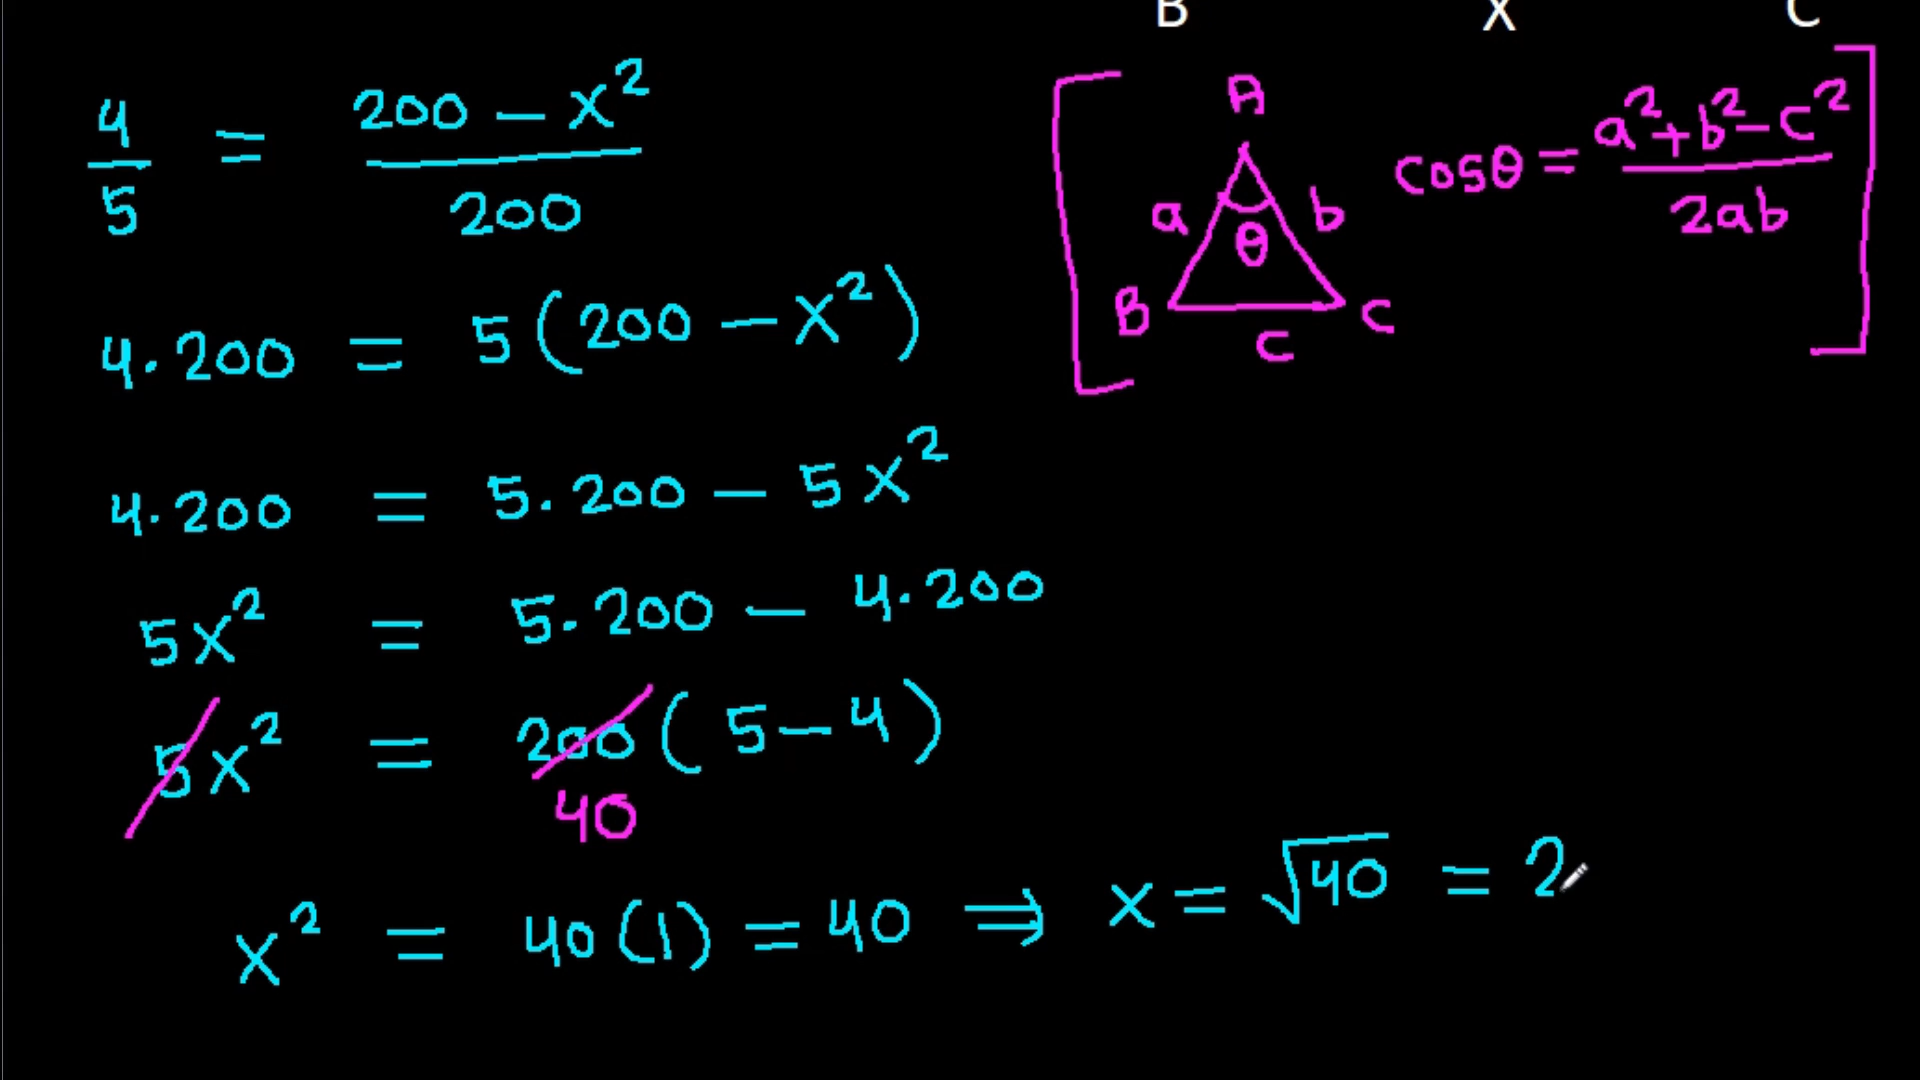 B X C
4/5 = (200 - x²)/200
A
a b
θ
B C
c
cosθ = (a² + b² - c²)/2ab
4·200 = 5(200 - x²)
4·200 = 5·200 - 5x²
5x² = 5·200 - 4·200
5x² = 200(5 - 4)
40
x² = 40(1) = 40 ⇒ x = √40 = 2